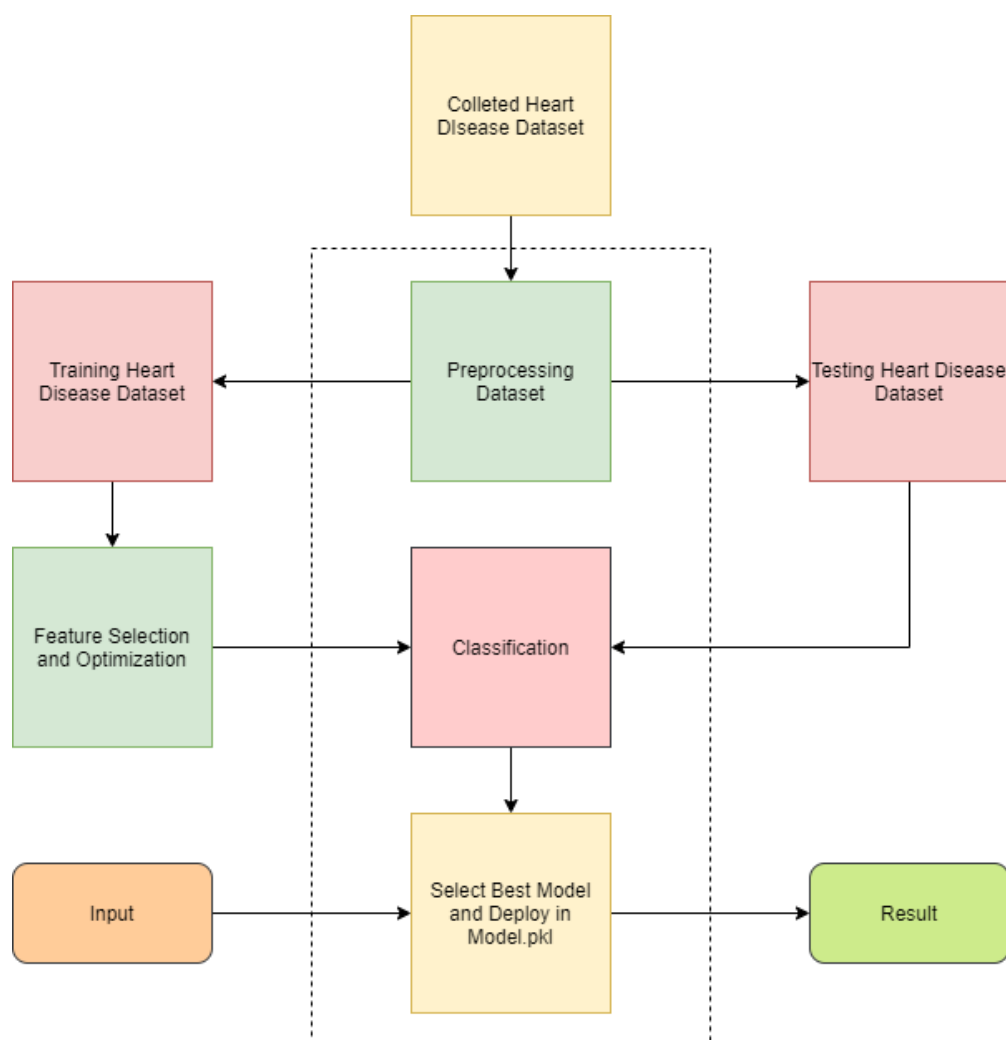 Colleted Heart
DIsease Dataset
Training Heart
Disease Dataset
Preprocessing
Dataset
Testing Heart Disease
Dataset
Feature Selection
and Optimization
Classification
Input
Select Best Model
and Deploy in
Model.pkl
Result